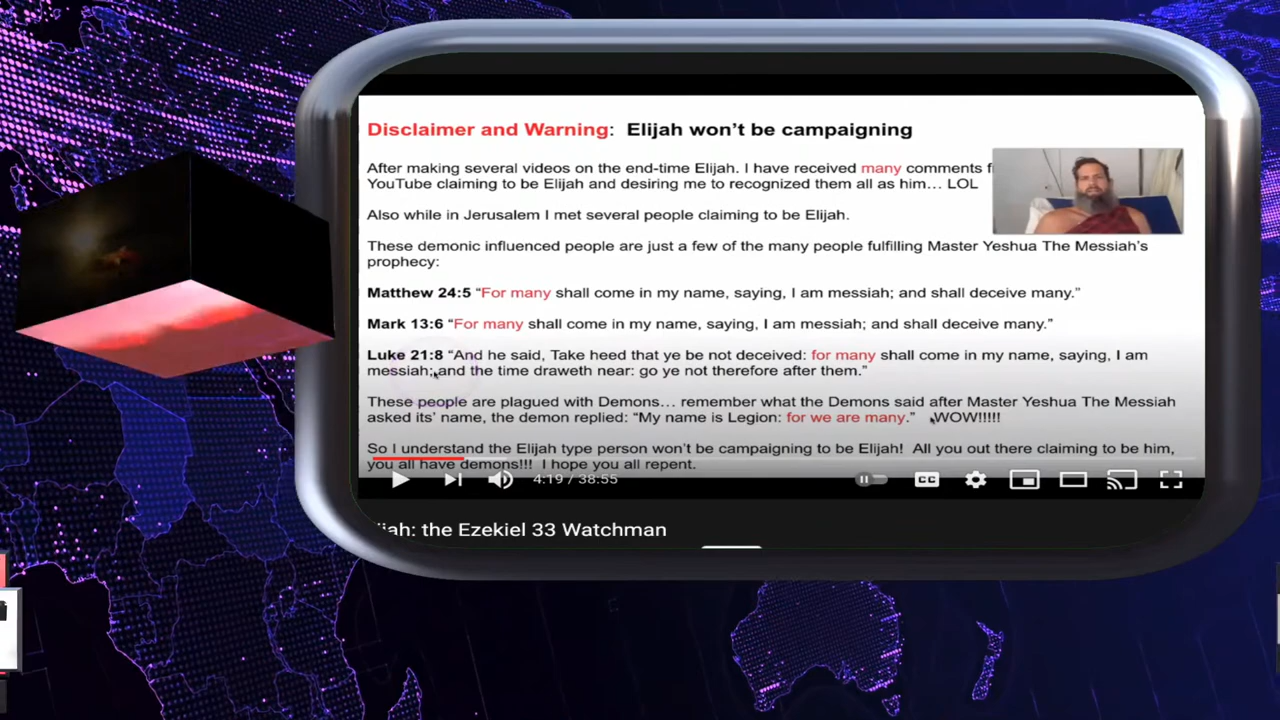 Disclaimer and Warning: Elijah won't be campaigning
After making several videos on the end-time Elijah. I have received many comments
YouTube claiming to be Elijah and desiring me to recognized them all as him… LOL
Also while in Jerusalem I met several people claiming to be Elijah.
These demonic influenced people are just a few of the many people fulfilling Master Yeshua The Messiah's
prophecy:
Matthew 24:5 “For many shall come in my name, saying, I am messiah; and shall deceive many.”
Mark 13:6 “For many shall come in my name, saying, I am messiah; and shall deceive many.”
Luke 21:8 “And he said, Take heed that ye be not deceived: for many shall come in my name, saying, I am
messiah; and the time draweth near: go ye not therefore after them.”
These people are plagued with Demons… remember what the Demons said after Master Yeshua The Messiah
asked its' name, the demon replied: “My name is Legion: for we are many.” WOW!!!!!
So I understand the Elijah type person won't be campaigning to be Elijah! All you out there claiming to be him,
you all have demons!!! I hope you all repent.
4:19 / 38:55
CC
ijah: the Ezekiel 33 Watchman